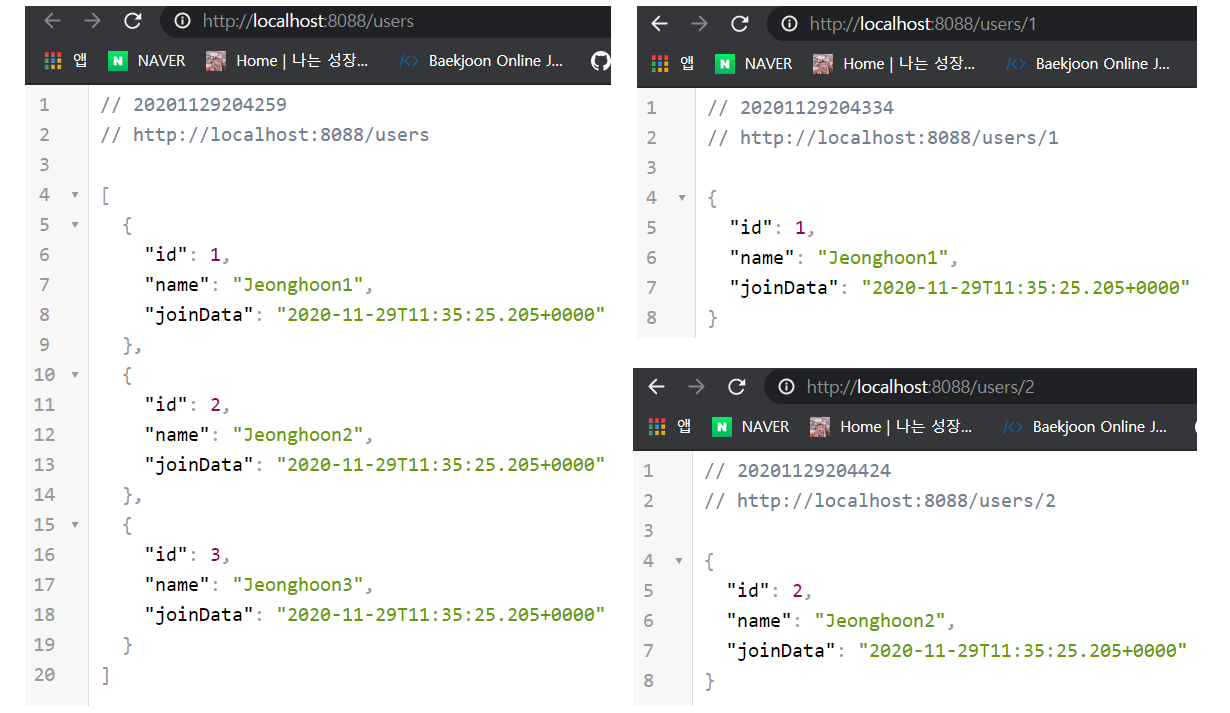 http://localhost:8088/users
앱 NAVER Home | 나는 성장... Baekjoon Online J...
1 // 20201129204259
2 // http://localhost:8088/users
3
4 [
5 {
6 "id": 1,
7 "name": "Jeonghoon1",
8 "joinData": "2020-11-29T11:35:25.205+0000"
9 },
10 {
11 "id": 2,
12 "name": "Jeonghoon2",
13 "joinData": "2020-11-29T11:35:25.205+0000"
14 },
15 {
16 "id": 3,
17 "name": "Jeonghoon3",
18 "joinData": "2020-11-29T11:35:25.205+0000"
19 }
20 ]
http://localhost:8088/users/1
앱 NAVER Home | 나는 성장... Baekjoon Online J...
1 // 20201129204334
2 // http://localhost:8088/users/1
3
4 {
5 "id": 1,
6 "name": "Jeonghoon1",
7 "joinData": "2020-11-29T11:35:25.205+0000"
8 }
http://localhost:8088/users/2
앱 NAVER Home | 나는 성장... Baekjoon Online J...
1 // 20201129204424
2 // http://localhost:8088/users/2
3
4 {
5 "id": 2,
6 "name": "Jeonghoon2",
7 "joinData": "2020-11-29T11:35:25.205+0000"
8 }